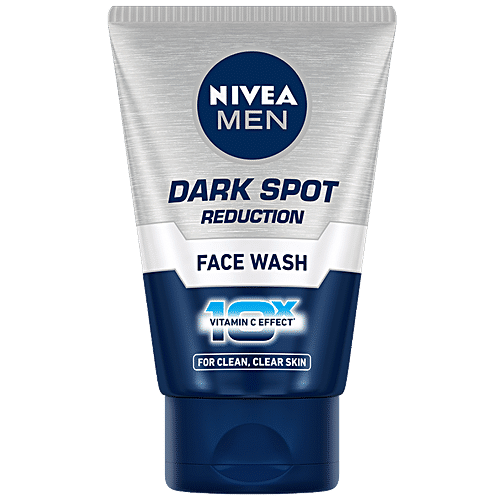 NIVEA
MEN
DARK SPOT
REDUCTION
FACE WASH
10X
VITAMIN C EFFECT*
FOR CLEAN, CLEAR SKIN